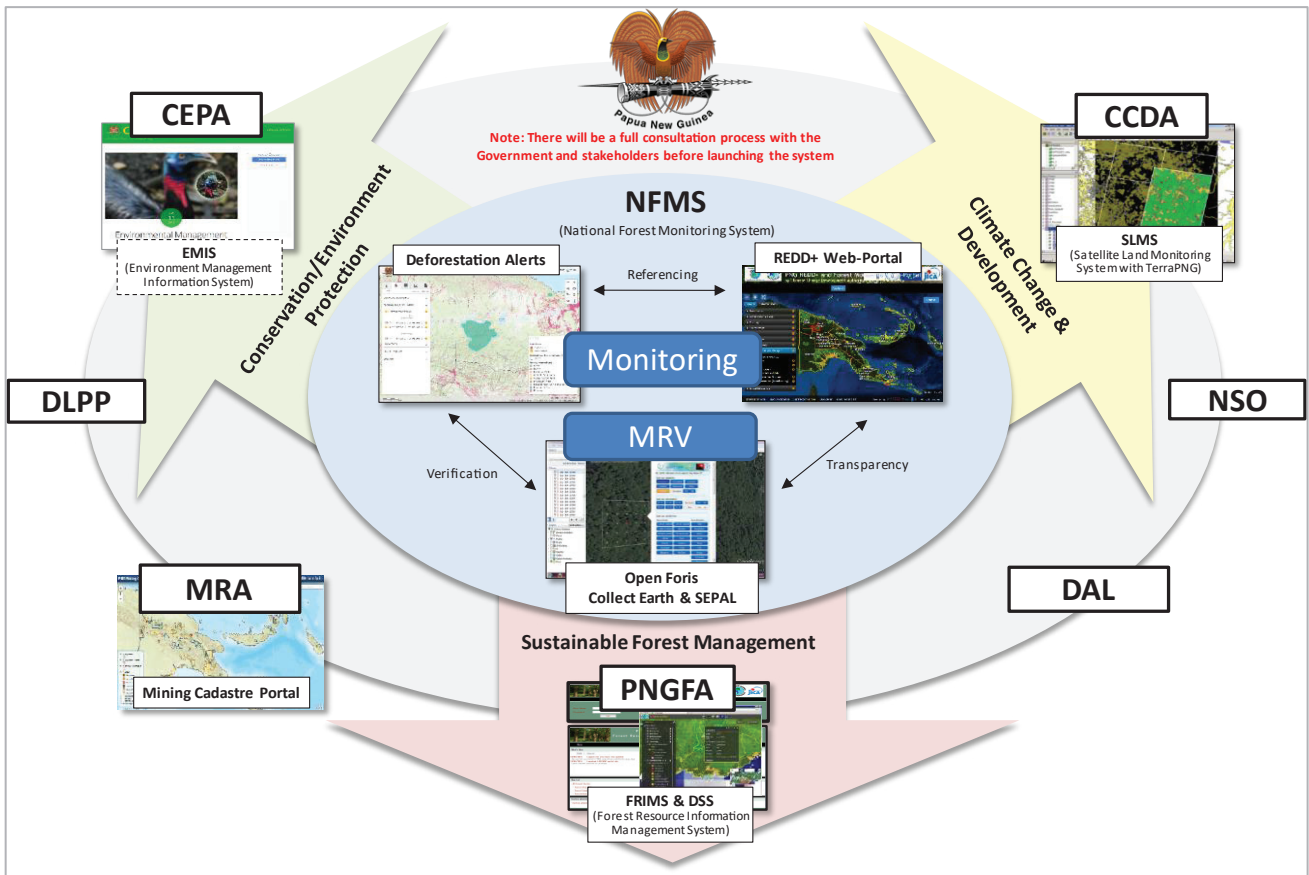 Papua New Guinea
Note: There will be a full consultation process with the
Government and stakeholders before launching the system
CEPA
Environmental Management
EMIS
(Environment Management
Information System)
Conservation/Environment
Protection
CCDA
SLMS
(Satellite Land Monitoring
System with TerraPNG)
Climate Change &
Development
NFMS
(National Forest Monitoring System)
Deforestation Alerts
Referencing
REDD+ Web-Portal
Monitoring
DLPP
NSO
MRV
Verification
Transparency
Open Foris
Collect Earth & SEPAL
MRA
Mining Cadastre Portal
DAL
Sustainable Forest Management
PNGFA
FRIMS & DSS
(Forest Resource Information
Management System)